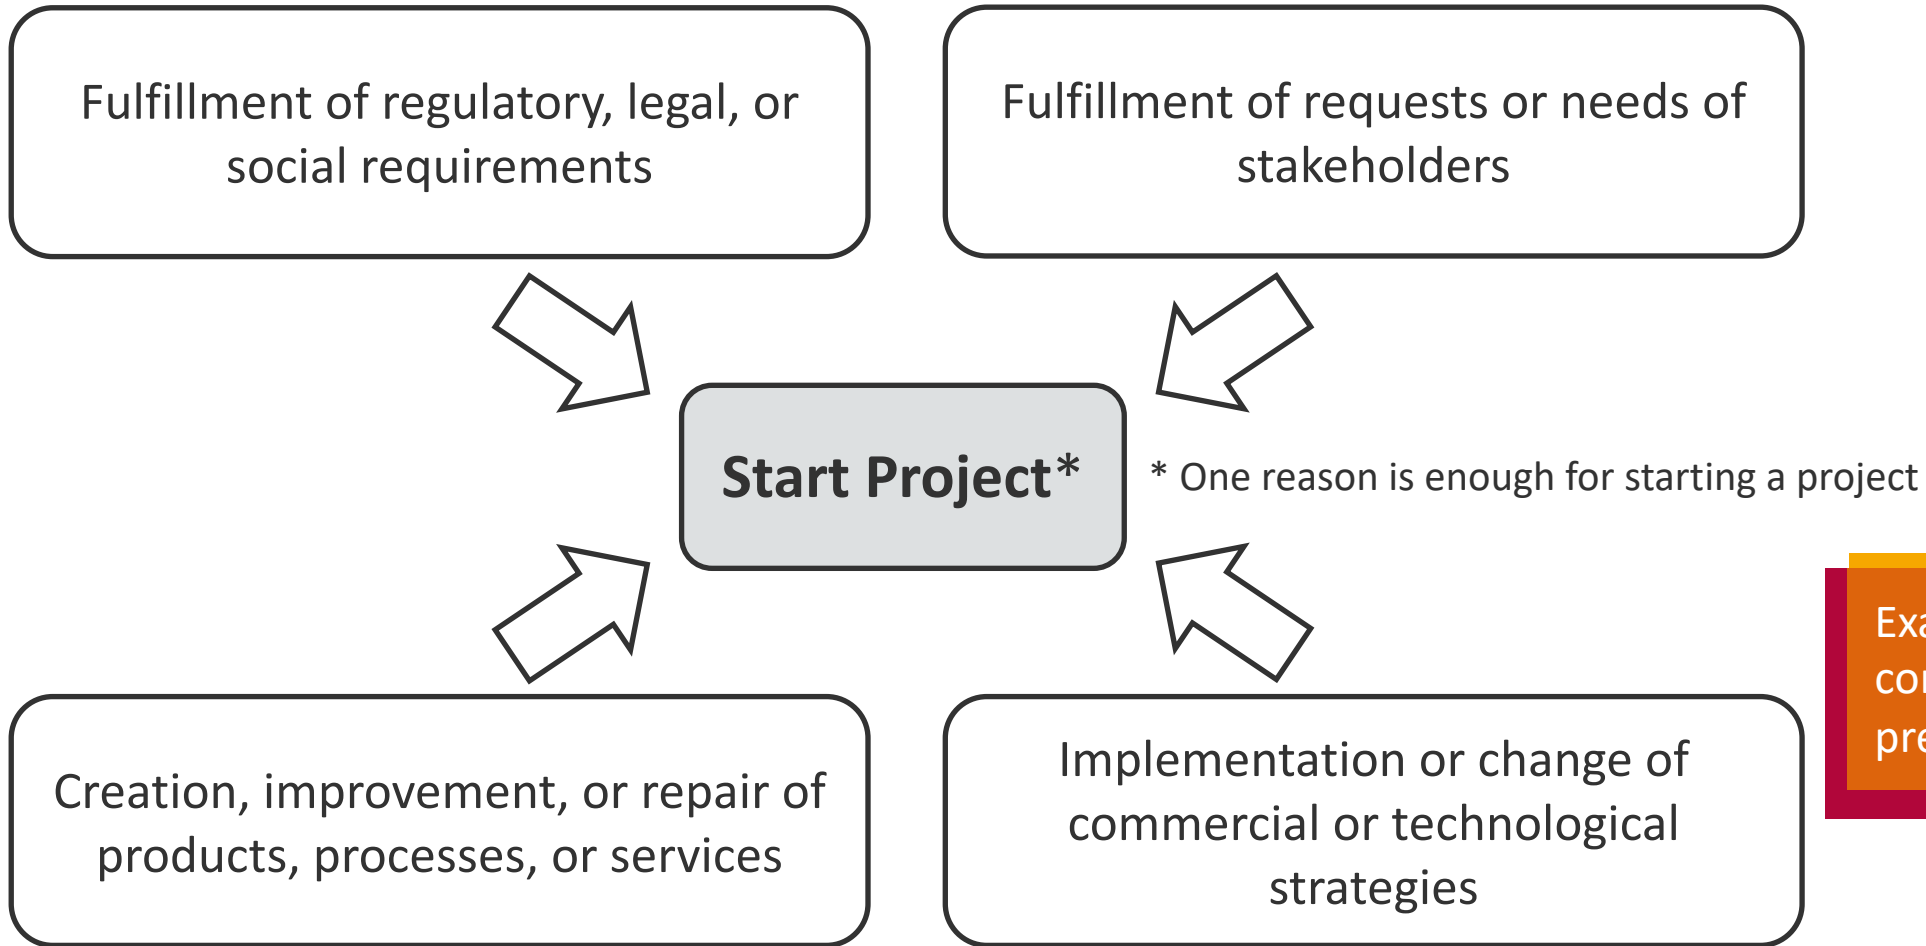 Fulfillment of regulatory, legal, or
social requirements
Fulfillment of requests or needs of
stakeholders
Start Project*
* One reason is enough for starting a project
Creation, improvement, or repair of
products, processes, or services
Implementation or change of
commercial or technological
strategies